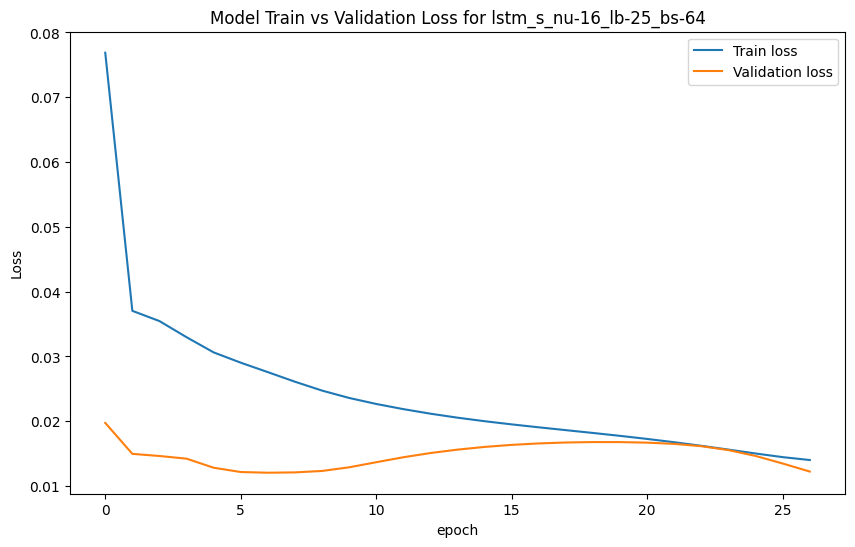 Model Train vs Validation Loss for lstm_s_nu-16_lb-25_bs-64
Train loss
Validation loss
0.08
0.07
0.06
0.05
0.04
0.03
0.02
0.01
Loss
0 5 10 15 20 25
epoch